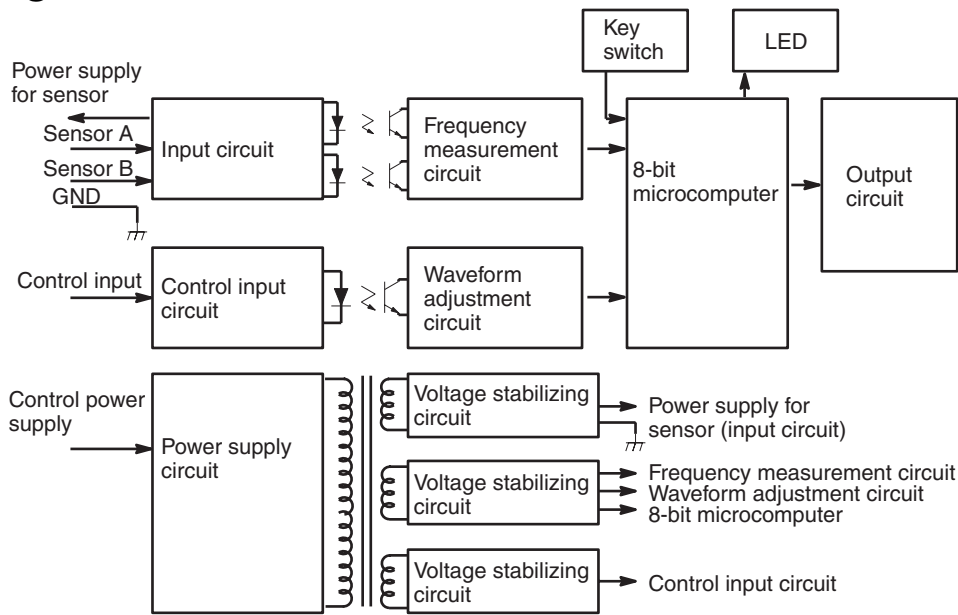 Key
switch
LED
Power supply
for sensor
Sensor A
Sensor B
GND
Input circuit
Frequency
measurement
circuit
8-bit
microcomputer
Output
circuit
Control input
Control input
circuit
Waveform
adjustment
circuit
Control power
supply
Power supply
circuit
Voltage stabilizing
circuit
Power supply for
sensor (input circuit)
Voltage stabilizing
circuit
Frequency measurement circuit
Waveform adjustment circuit
8-bit microcomputer
Voltage stabilizing
circuit
Control input circuit